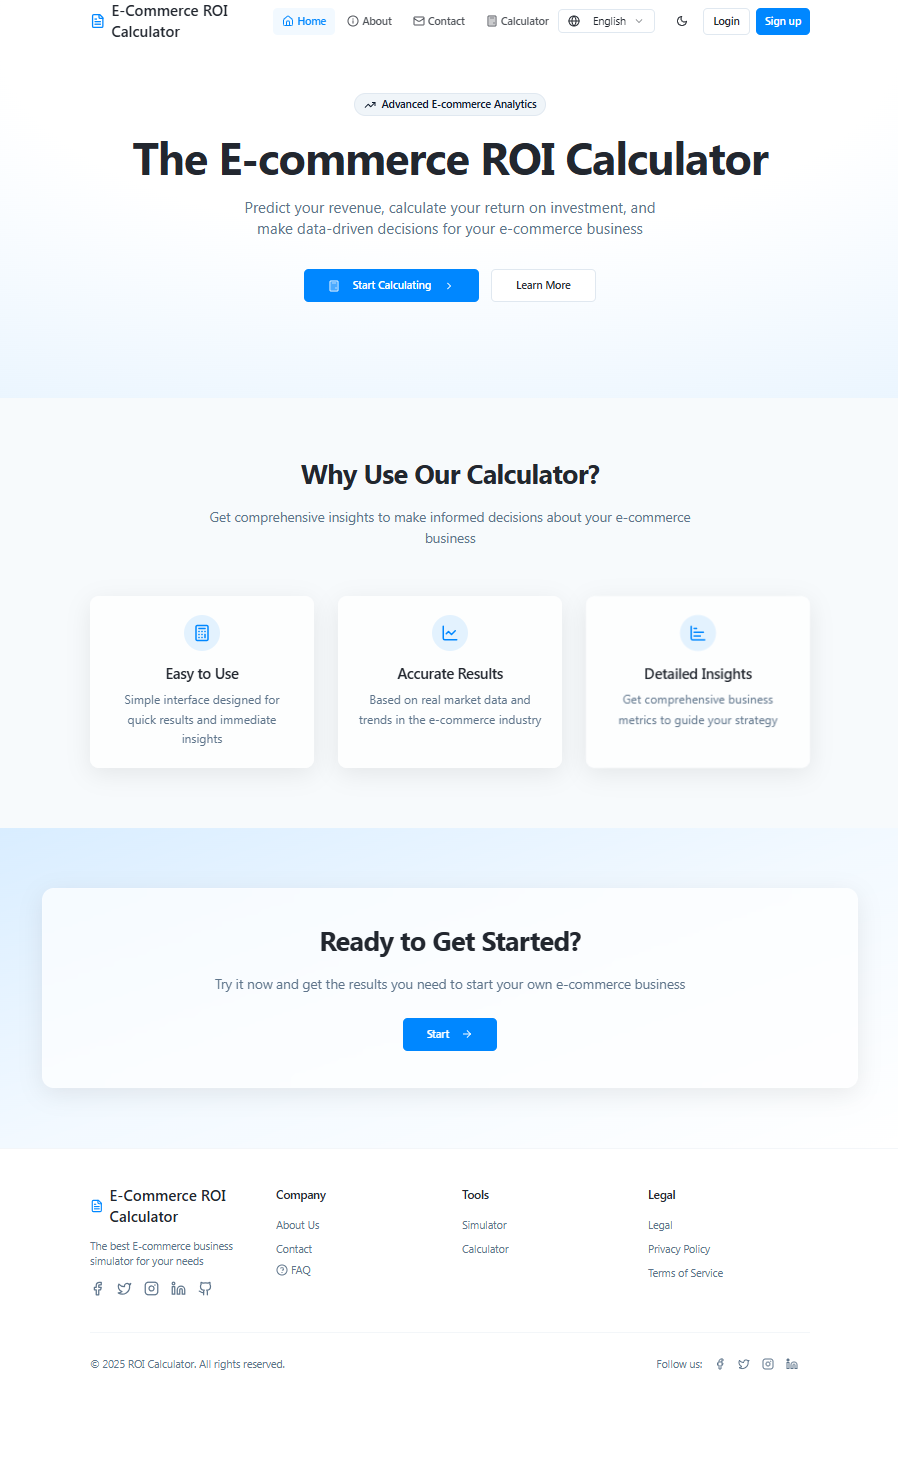 E-Commerce ROI
Calculator
Home
About
Contact
Calculator
English
Login
Sign up
Advanced E-commerce Analytics
The E-commerce ROI Calculator
Predict your revenue, calculate your return on investment, and
make data-driven decisions for your e-commerce business
Start Calculating
Learn More
Why Use Our Calculator?
Get comprehensive insights to make informed decisions about your e-commerce
business
Easy to Use
Simple interface designed for
quick results and immediate
insights
Accurate Results
Based on real market data and
trends in the e-commerce industry
Detailed Insights
Get comprehensive business
metrics to guide your strategy
Ready to Get Started?
Try it now and get the results you need to start your own e-commerce business
Start
E-Commerce ROI
Calculator
The best E-commerce business
simulator for your needs
Company
About Us
Contact
FAQ
Tools
Simulator
Calculator
Legal
Legal
Privacy Policy
Terms of Service
© 2025 ROI Calculator. All rights reserved.
Follow us: